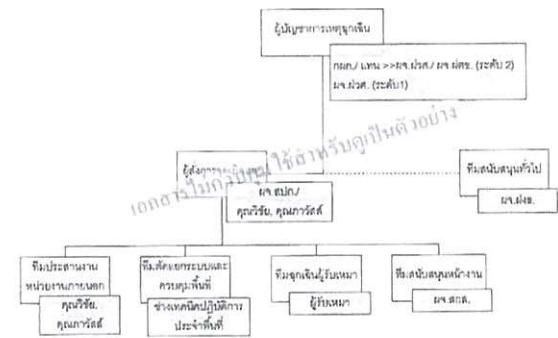 ผู้บัญชาการเหตุฉุกเฉิน
กผก./ แทน >>ผจ.ฝวศ./ ผจ.ฝตข. (ระดับ 2)
ผจ.ฝวศ. (ระดับ1)
เอกสารไม่ควบคุม ใช้สำหรับดูเป็นตัวอย่าง
ผู้สั่งการ
ผจ.สปก./
คุณวิชัย, คุณภาวัสส์
ทีมสนับสนุนทั่วไป
ทีมประสานงาน
หน่วยงานภายนอก
คุณวิชัย,
คุณภาวัสส์
ทีมตัดแยกระบบและ
ควบคุมพื้นที่
ช่างเทคนิคปฏิบัติการ
ประจำพื้นที่
ทีมฉุกเฉินผู้รับเหมา
ผู้รับเหมา
ทีมสนับสนุนหน้างาน
ผจ.สกส.